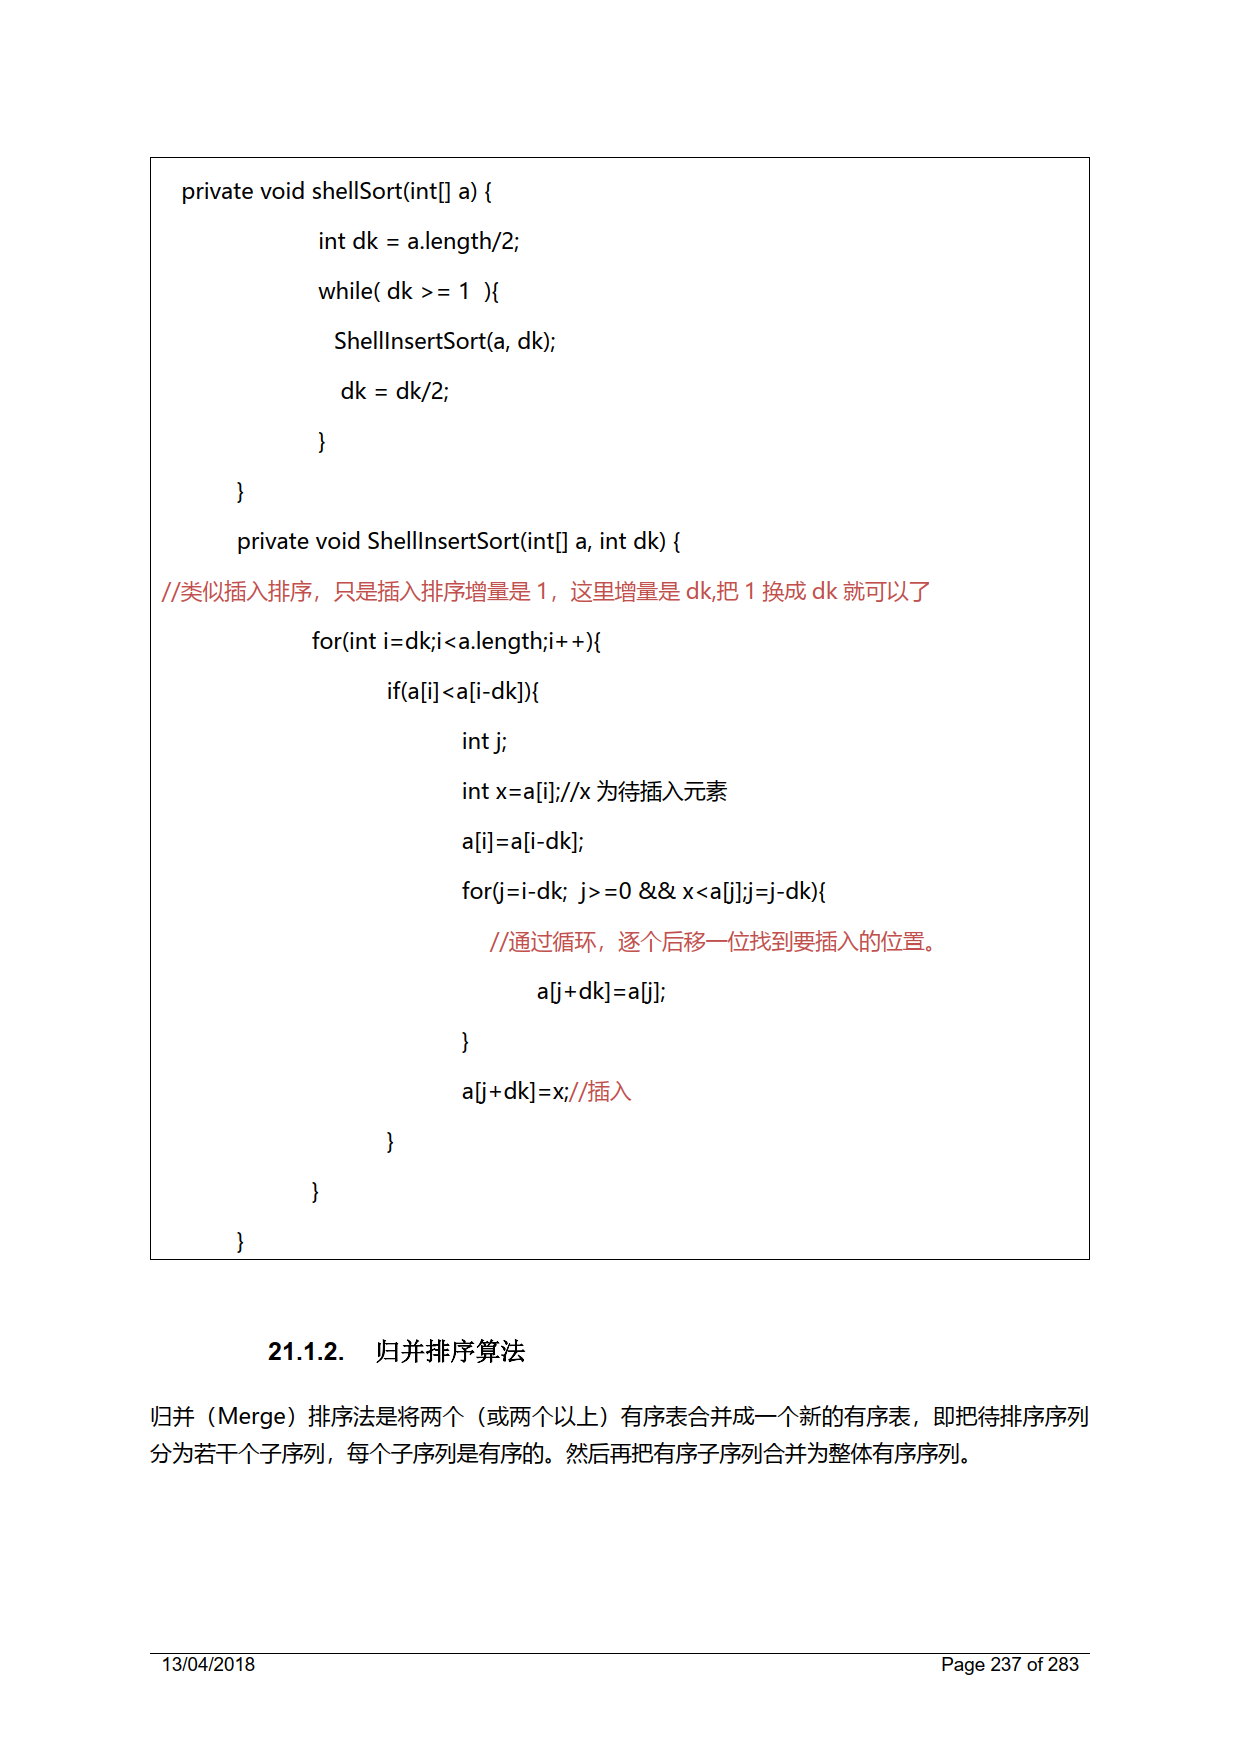 private void shellSort(int[] a) {
int dk = a.length/2;
while( dk >= 1  ){
ShellInsertSort(a, dk);
dk = dk/2;
}
}
private void ShellInsertSort(int[] a, int dk) {
//类似插入排序，只是插入排序增量是 1，这里增量是 dk,把 1 换成 dk 就可以了
for(int i=dk;i<a.length;i++){
if(a[i]<a[i-dk]){
int j;
int x=a[i];//x 为待插入元素
a[i]=a[i-dk];
for(j=i-dk;  j>=0 && x<a[j];j=j-dk){
//通过循环，逐个后移一位找到要插入的位置。
a[j+dk]=a[j];
}
a[j+dk]=x;//插入
}
}
}
21.1.2. 归并排序算法
归并（Merge）排序法是将两个（或两个以上）有序表合并成一个新的有序表，即把待排序序列
分为若干个子序列，每个子序列是有序的。然后再把有序子序列合并为整体有序序列。
13/04/2018 Page 237 of 283